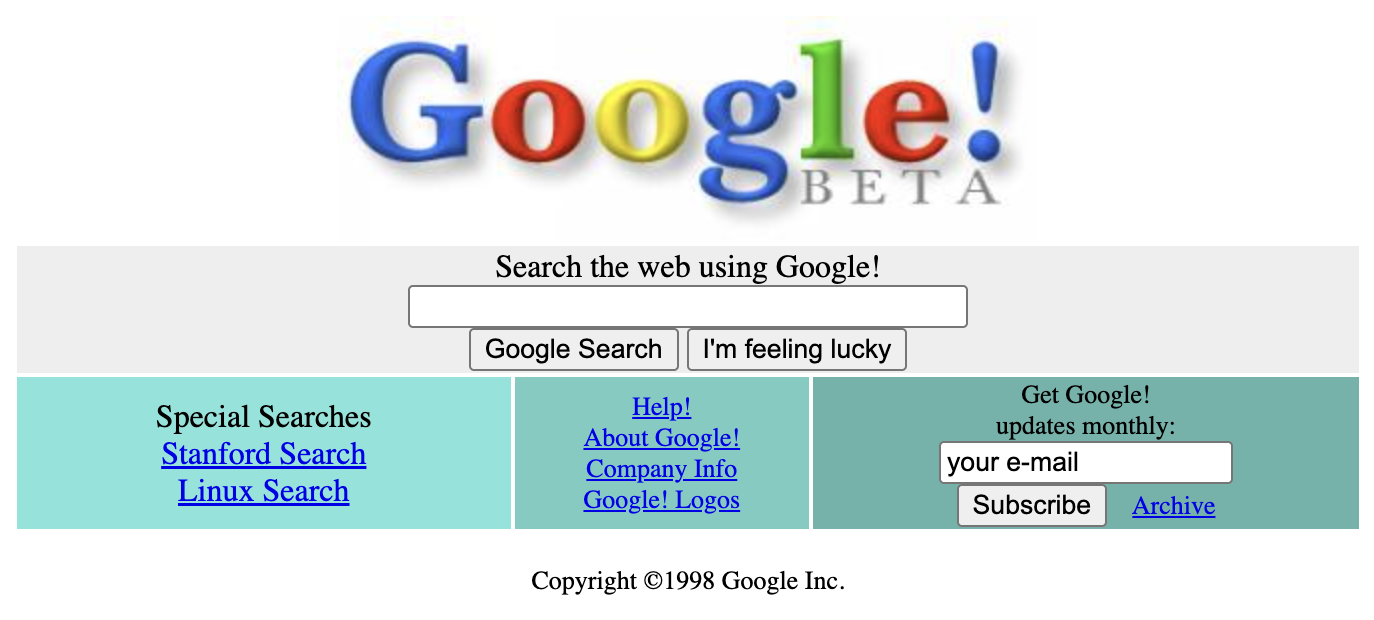 Google!
BETA
Search the web using Google!
Google Search I'm feeling lucky
Special Searches
Stanford Search
Linux Search
Help!
About Google!
Company Info
Google! Logos
Get Google!
updates monthly:
your e-mail
Subscribe Archive
Copyright ©1998 Google Inc.